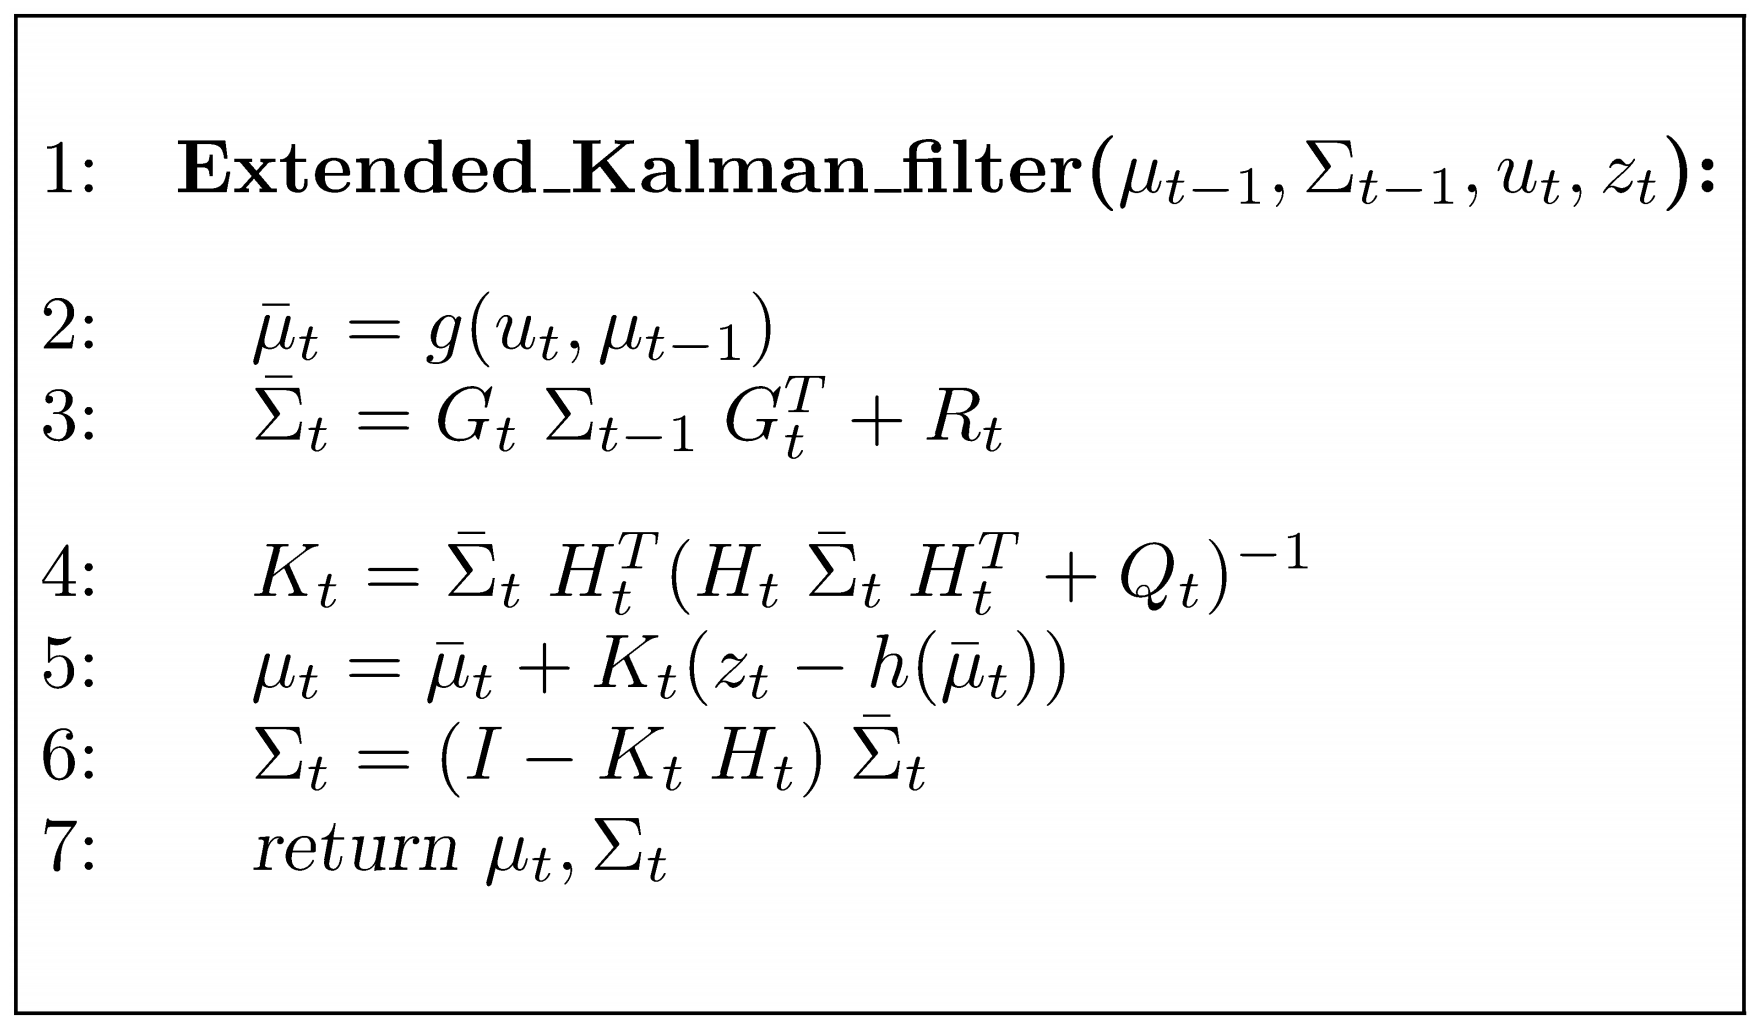 1: Extended_Kalman_filter(μ_{t−1}, Σ_{t−1}, u_t, z_t):
2: μ̄_t = g(u_t, μ_{t−1})
3: Σ̄_t = G_t Σ_{t−1} G_t^T + R_t
4: K_t = Σ̄_t H_t^T(H_t Σ̄_t H_t^T + Q_t)^{−1}
5: μ_t = μ̄_t + K_t(z_t − h(μ̄_t))
6: Σ_t = (I − K_t H_t) Σ̄_t
7: return μ_t, Σ_t